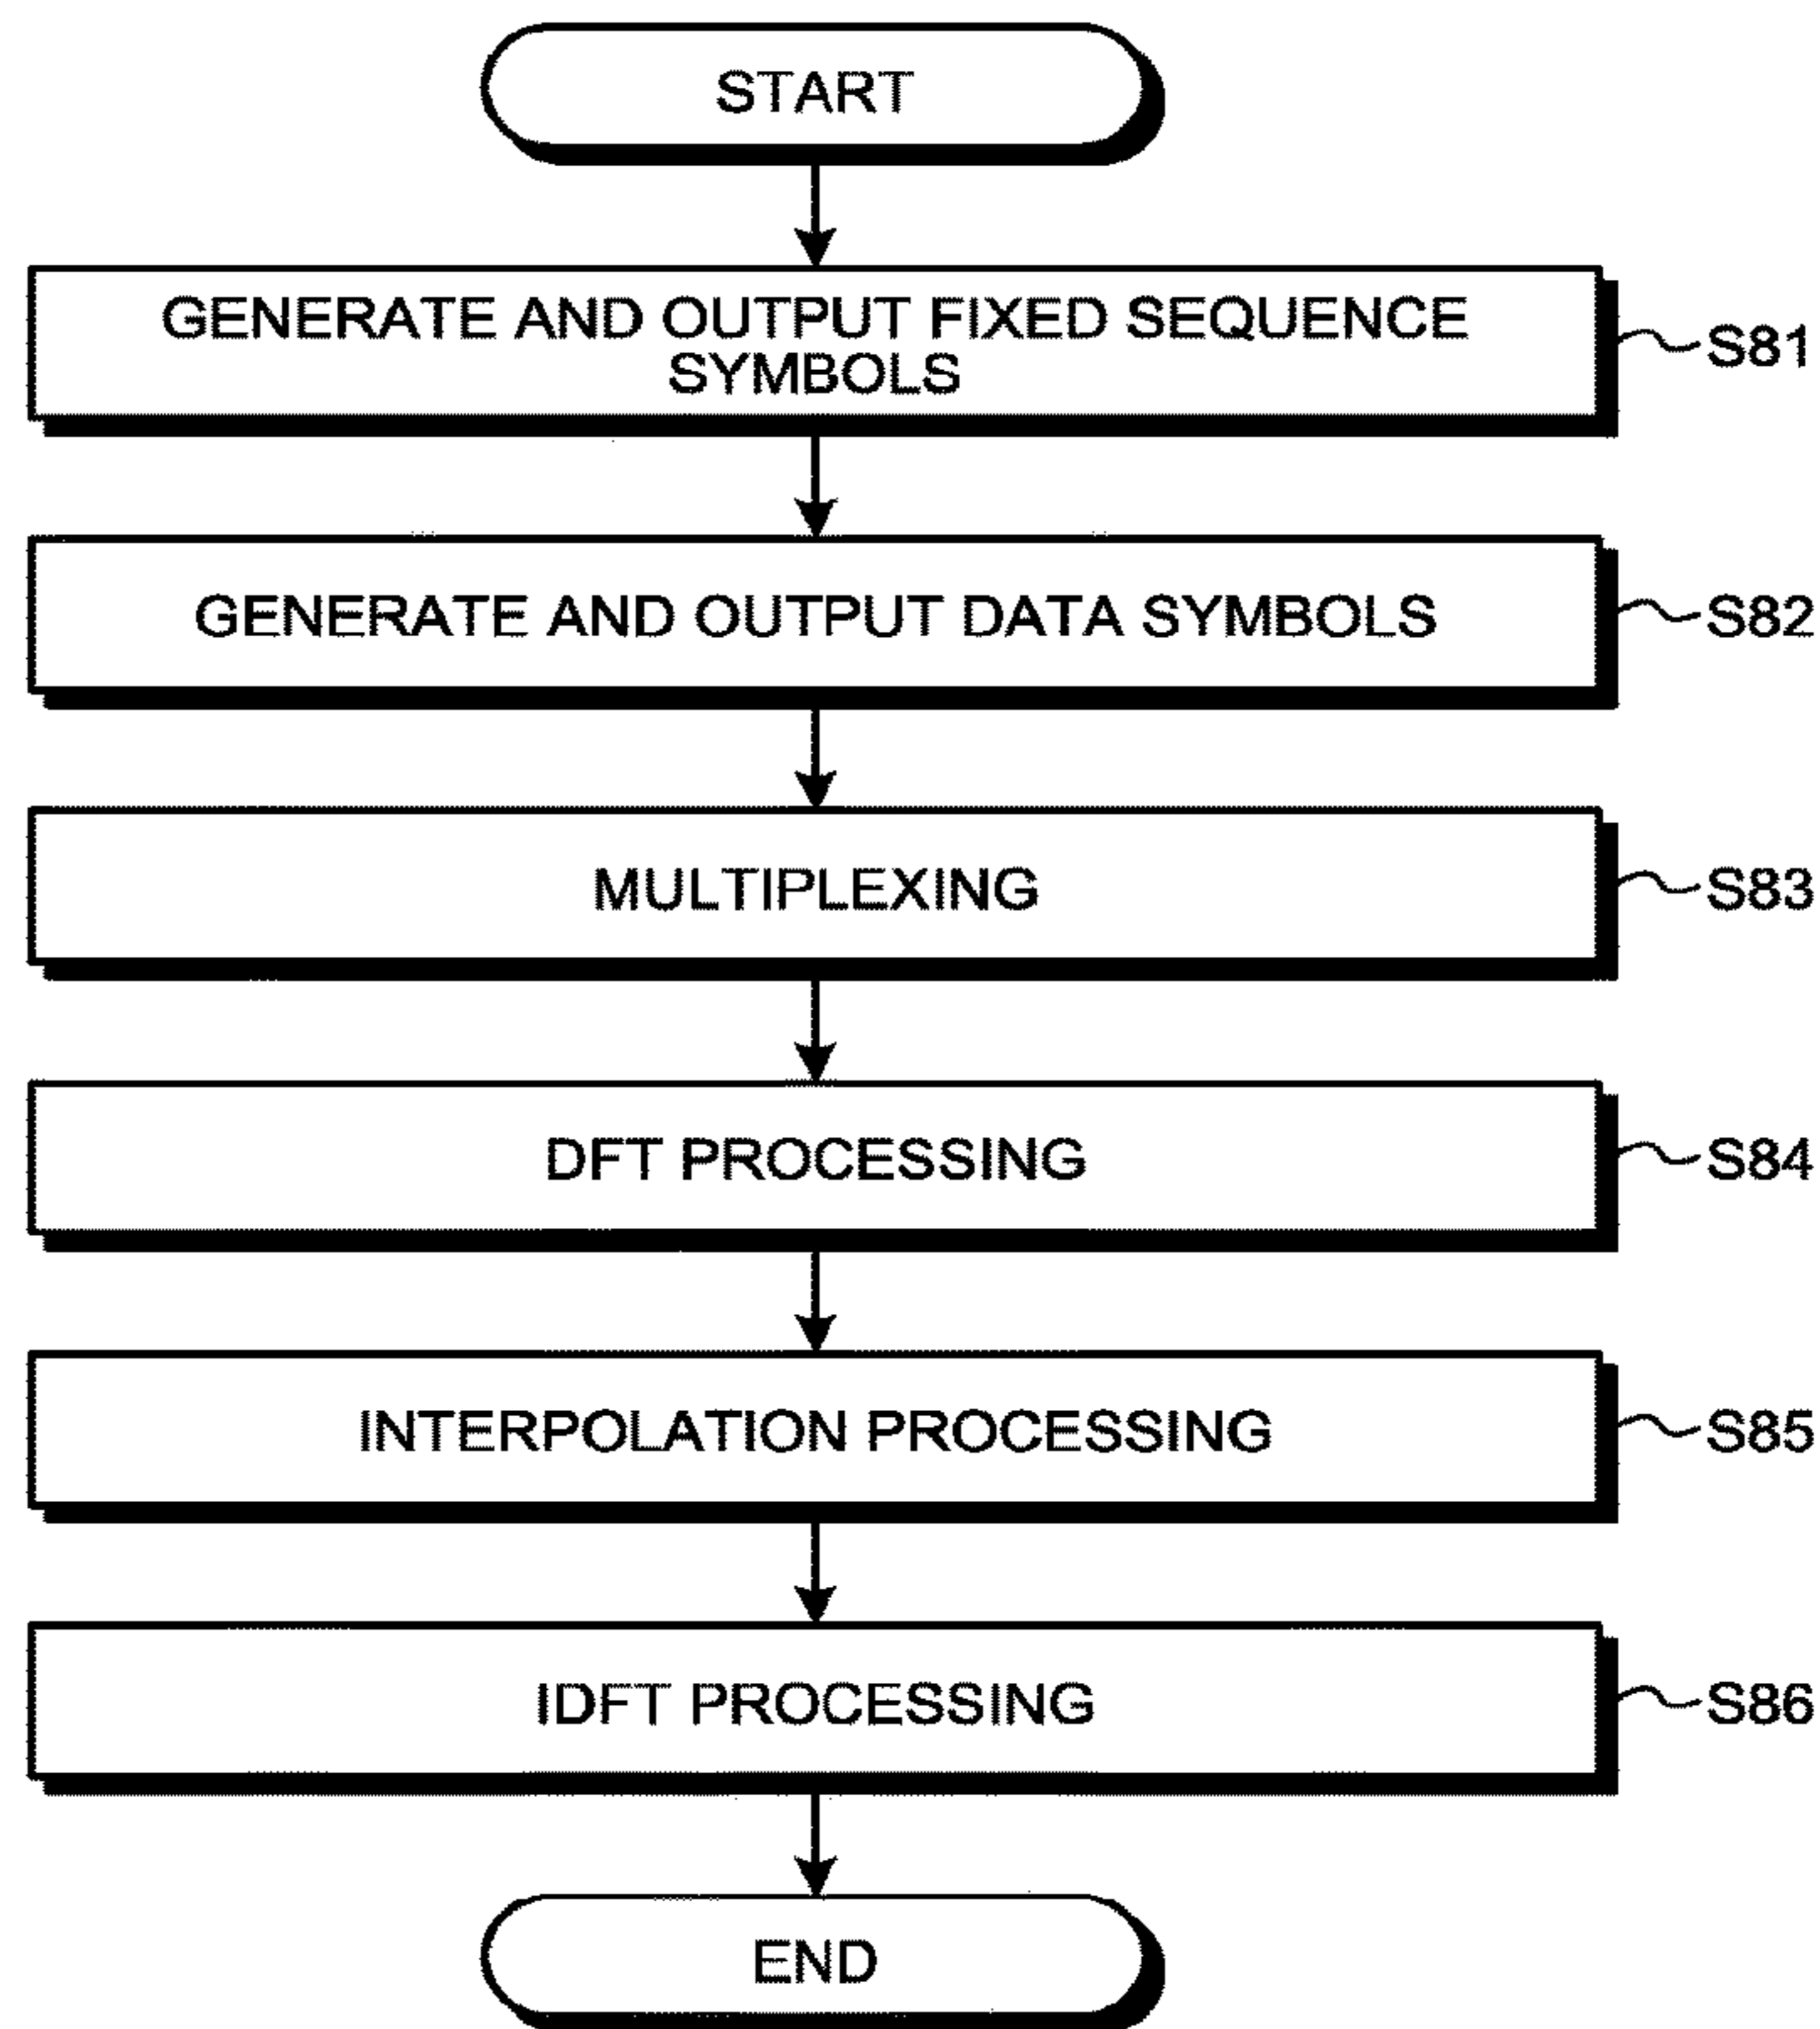 START
GENERATE AND OUTPUT FIXED SEQUENCE
SYMBOLS
S81
GENERATE AND OUTPUT DATA SYMBOLS
S82
MULTIPLEXING
S83
DFT PROCESSING
S84
INTERPOLATION PROCESSING
S85
IDFT PROCESSING
S86
END